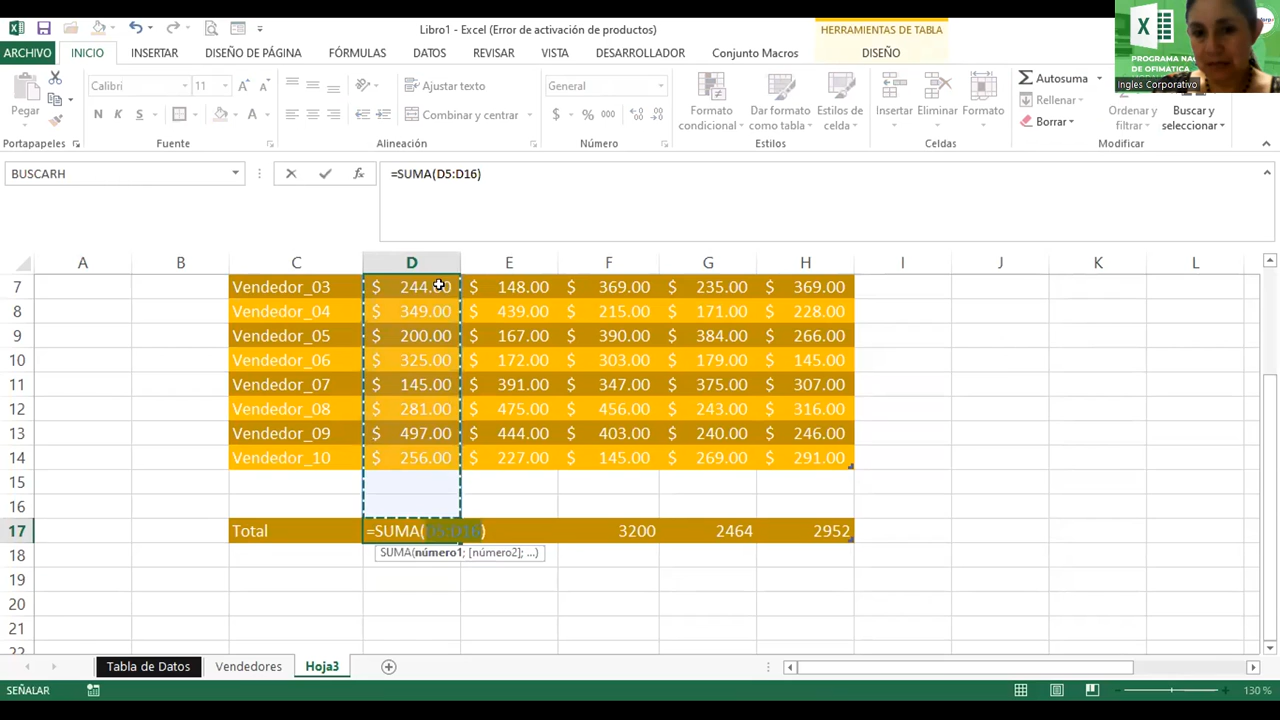 Libro1 - Excel (Error de activación de productos)
HERRAMIENTAS DE TABLA
ARCHIVO INICIO INSERTAR DISEÑO DE PÁGINA FÓRMULAS DATOS REVISAR VISTA DESARROLLADOR Conjunto Macros DISEÑO
PROGRAMA
DE OFIMÁTICA
Ingles Corporativo
Pegar
Calibri 11
N K S
Ajustar texto
Combinar y centrar
General
$ % 000
Formato condicional
Dar formato como tabla
Estilos de celda
Insertar
Eliminar
Formato
Autosuma
Rellenar
Borrar
Ordenar y filtrar
Buscar y seleccionar
Portapapeles Fuente Alineación Número Estilos Celdas Modificar
BUSCARH fx =SUMA(D5:D16)
A B C D E F G H I J K L
7 Vendedor_03 $ 244.00 $ 148.00 $ 369.00 $ 235.00 $ 369.00
8 Vendedor_04 $ 349.00 $ 439.00 $ 215.00 $ 171.00 $ 228.00
9 Vendedor_05 $ 200.00 $ 167.00 $ 390.00 $ 384.00 $ 266.00
10 Vendedor_06 $ 325.00 $ 172.00 $ 303.00 $ 179.00 $ 145.00
11 Vendedor_07 $ 145.00 $ 391.00 $ 347.00 $ 375.00 $ 307.00
12 Vendedor_08 $ 281.00 $ 475.00 $ 456.00 $ 243.00 $ 316.00
13 Vendedor_09 $ 497.00 $ 444.00 $ 403.00 $ 240.00 $ 246.00
14 Vendedor_10 $ 256.00 $ 227.00 $ 145.00 $ 269.00 $ 291.00
15
16
17 Total =SUMA(D5:D16) 3200 2464 2952
18 SUMA(número1; [número2]; ...)
19
20
21
22
Tabla de Datos Vendedores Hoja3
SEÑALAR 130 %